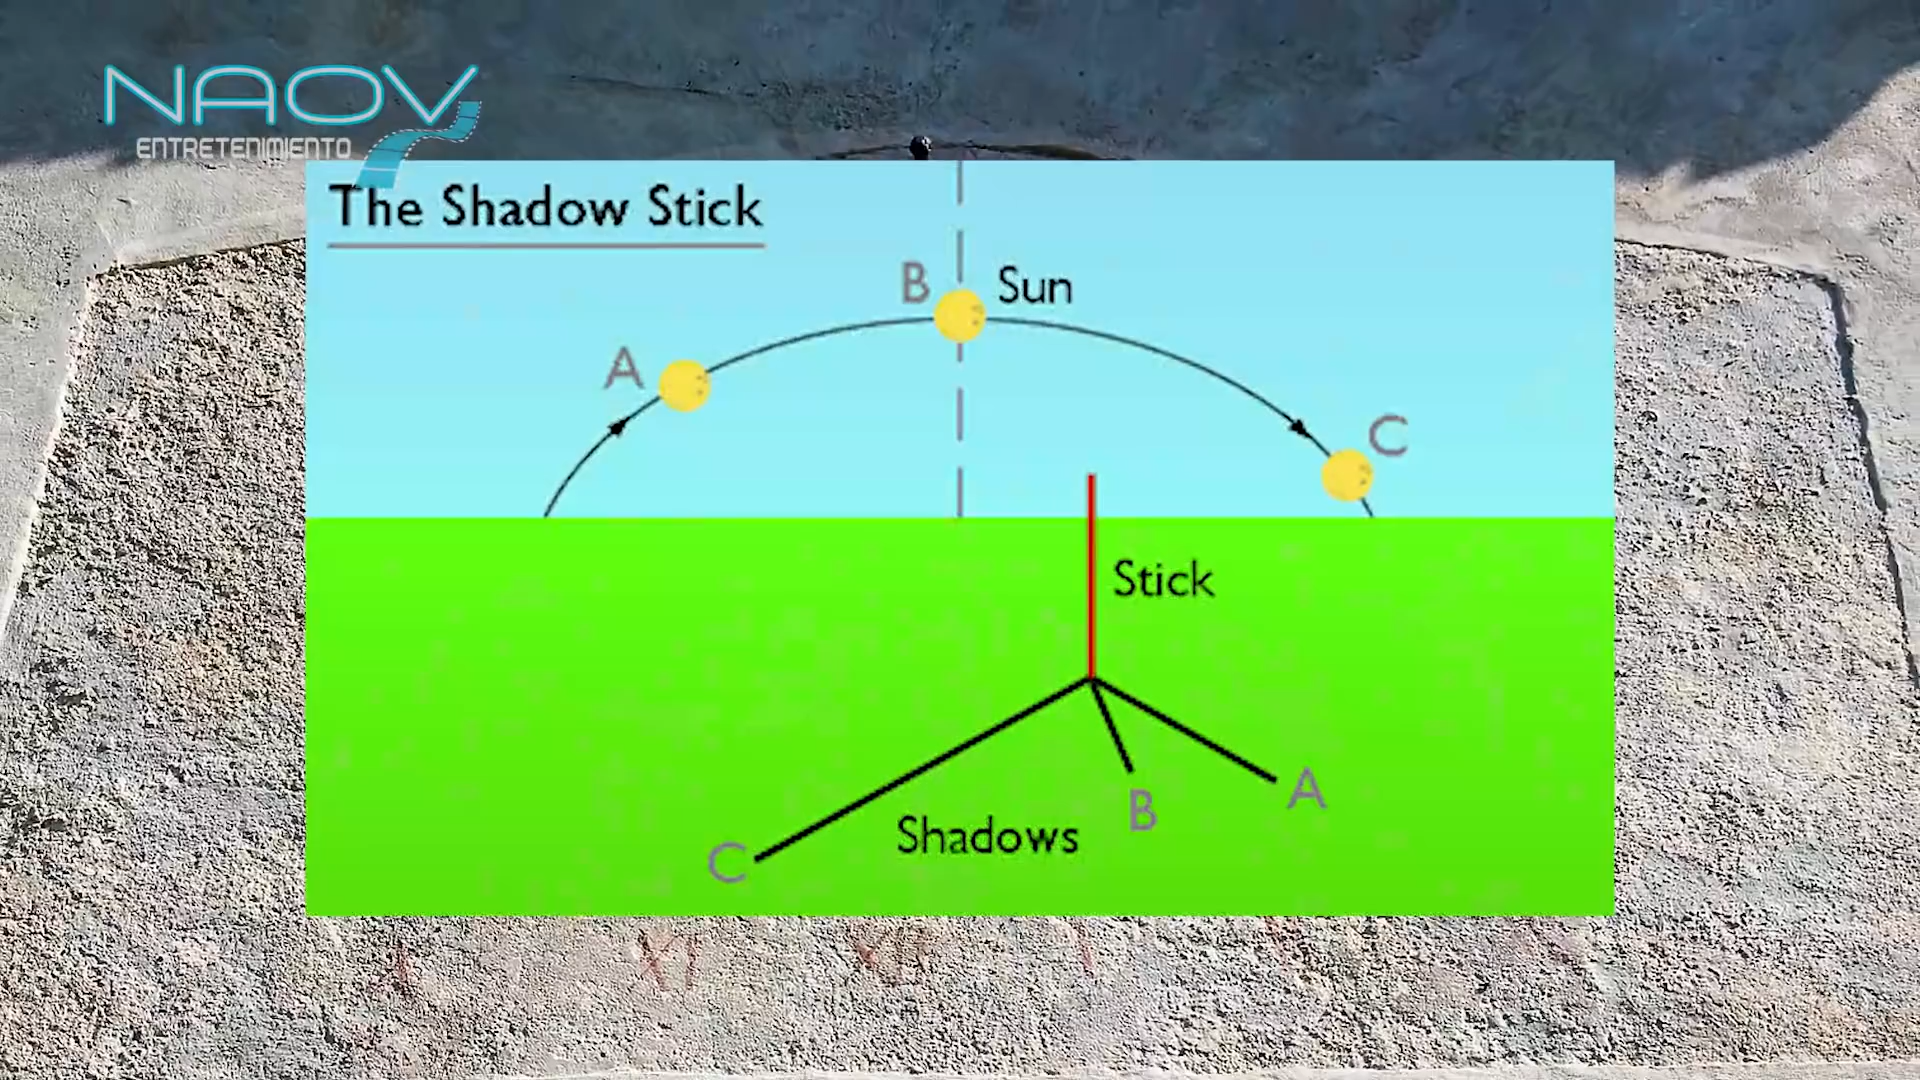 NAOV
ENTRETENIMIENTO
The Shadow Stick
B Sun
A
C
Stick
A
B
Shadows
C